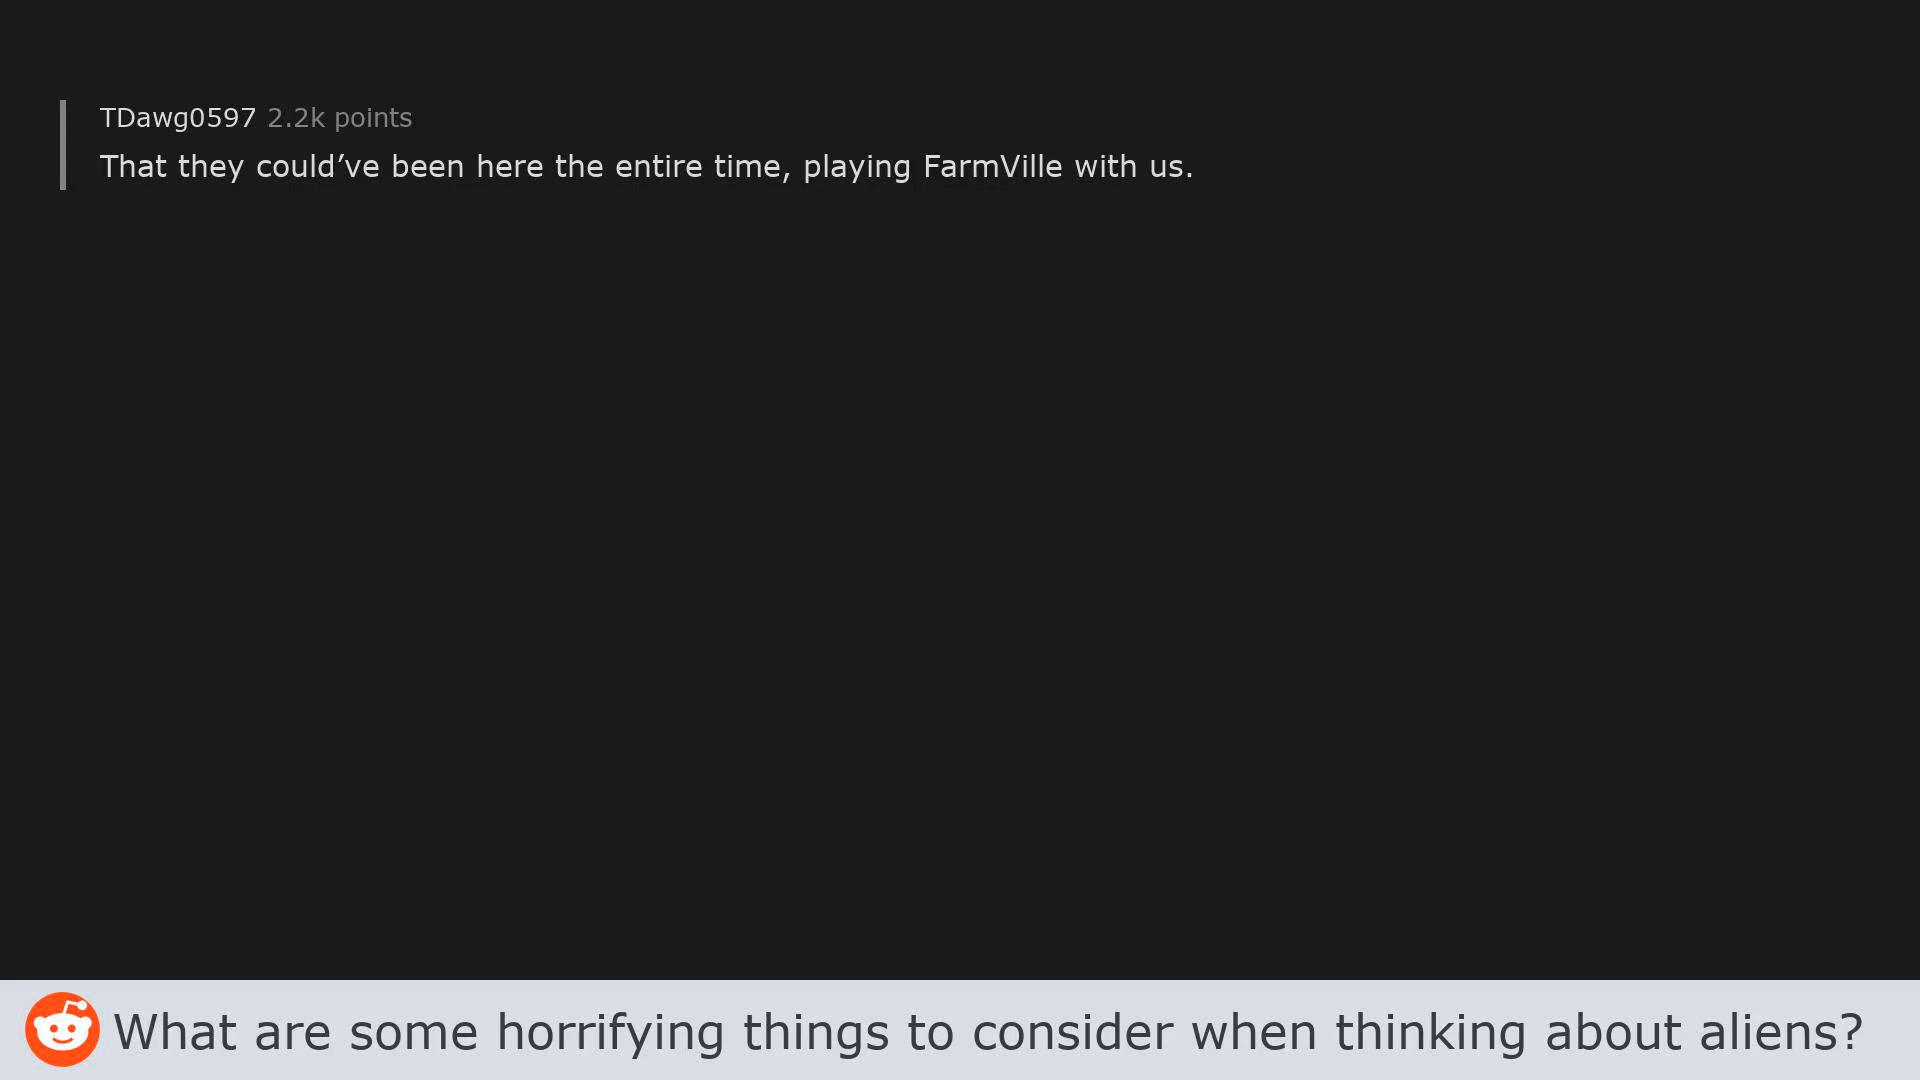 TDawg0597 2.2k points
That they could’ve been here the entire time, playing FarmVille with us.
What are some horrifying things to consider when thinking about aliens?